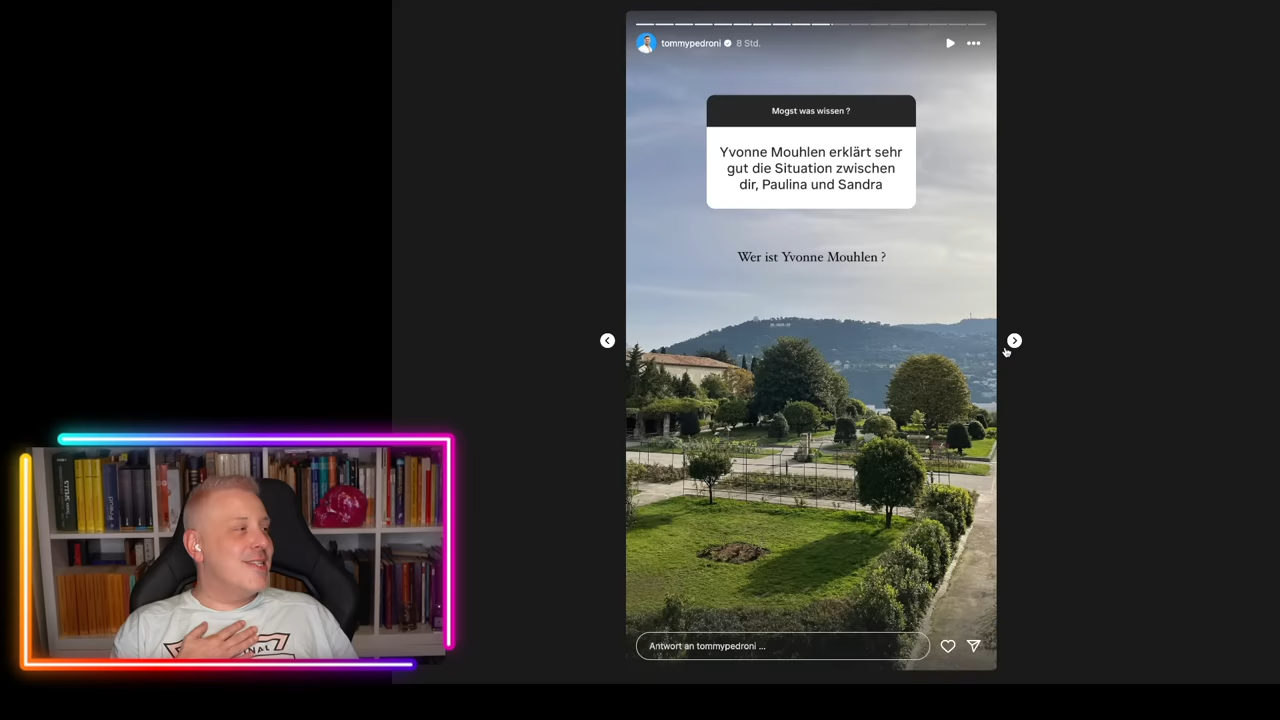 tommypedroni 8 Std.
Mogst was wissen ?
Yvonne Mouhlen erklärt sehr
gut die Situation zwischen
dir, Paulina und Sandra
Wer ist Yvonne Mouhlen ?
Antwort an tommypedroni ...